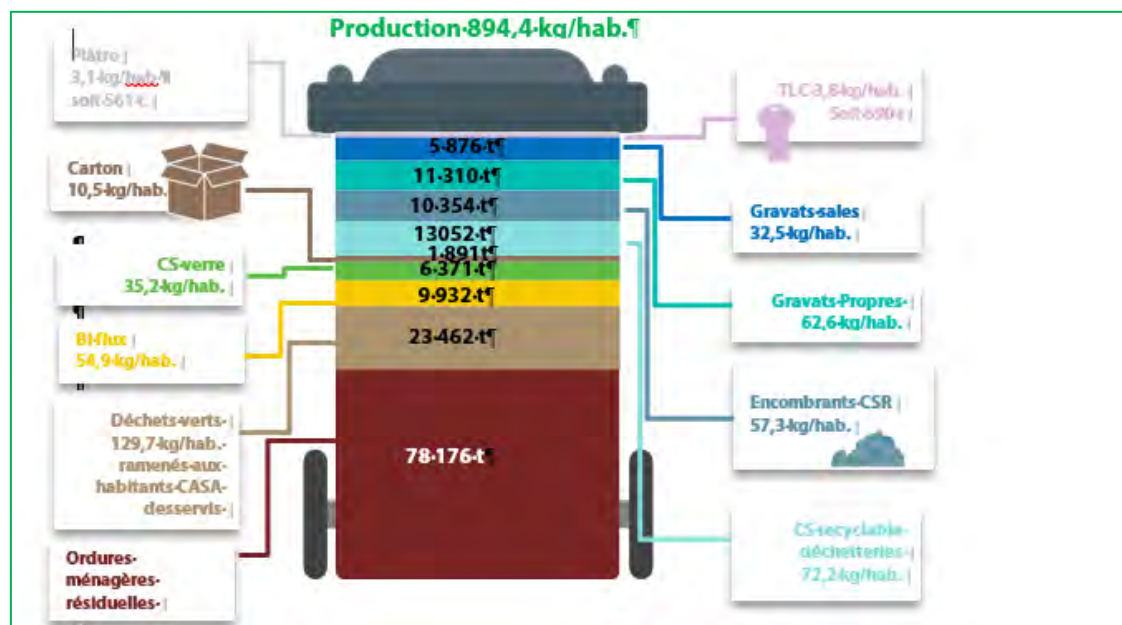 Production·894,4·kg/hab.¶
Plâtre·|
3,1·kg/hab·¶
soit·561·t.·|
TLC·3,8·kg/hab.·|
Soit·690·t·|
Carton·|
10,5·kg/hab.
CS·verre·|
35,2·kg/hab.·|
BI-flux·|
54,9·kg/hab.·|
Déchets·verts·
129,7·kg/hab.·
ramenés·aux·
habitants·CASA·
desservis·|
Ordures·
ménagères·
résiduelles·|
5·876·t¶
11·310·t¶
10·354·t¶
13052·t¶
1·891t¶
6·371·t¶
9·932·t¶
23·462·t¶
78·176·t¶
Gravats·sales·|
32,5·kg/hab.·|
Gravats·Propres·
62,6·kg/hab.·|
Encombrants·CSR·|
57,3·kg/hab.·|
CS·recyclable·
déchetteries·|
72,2·kg/hab.·|